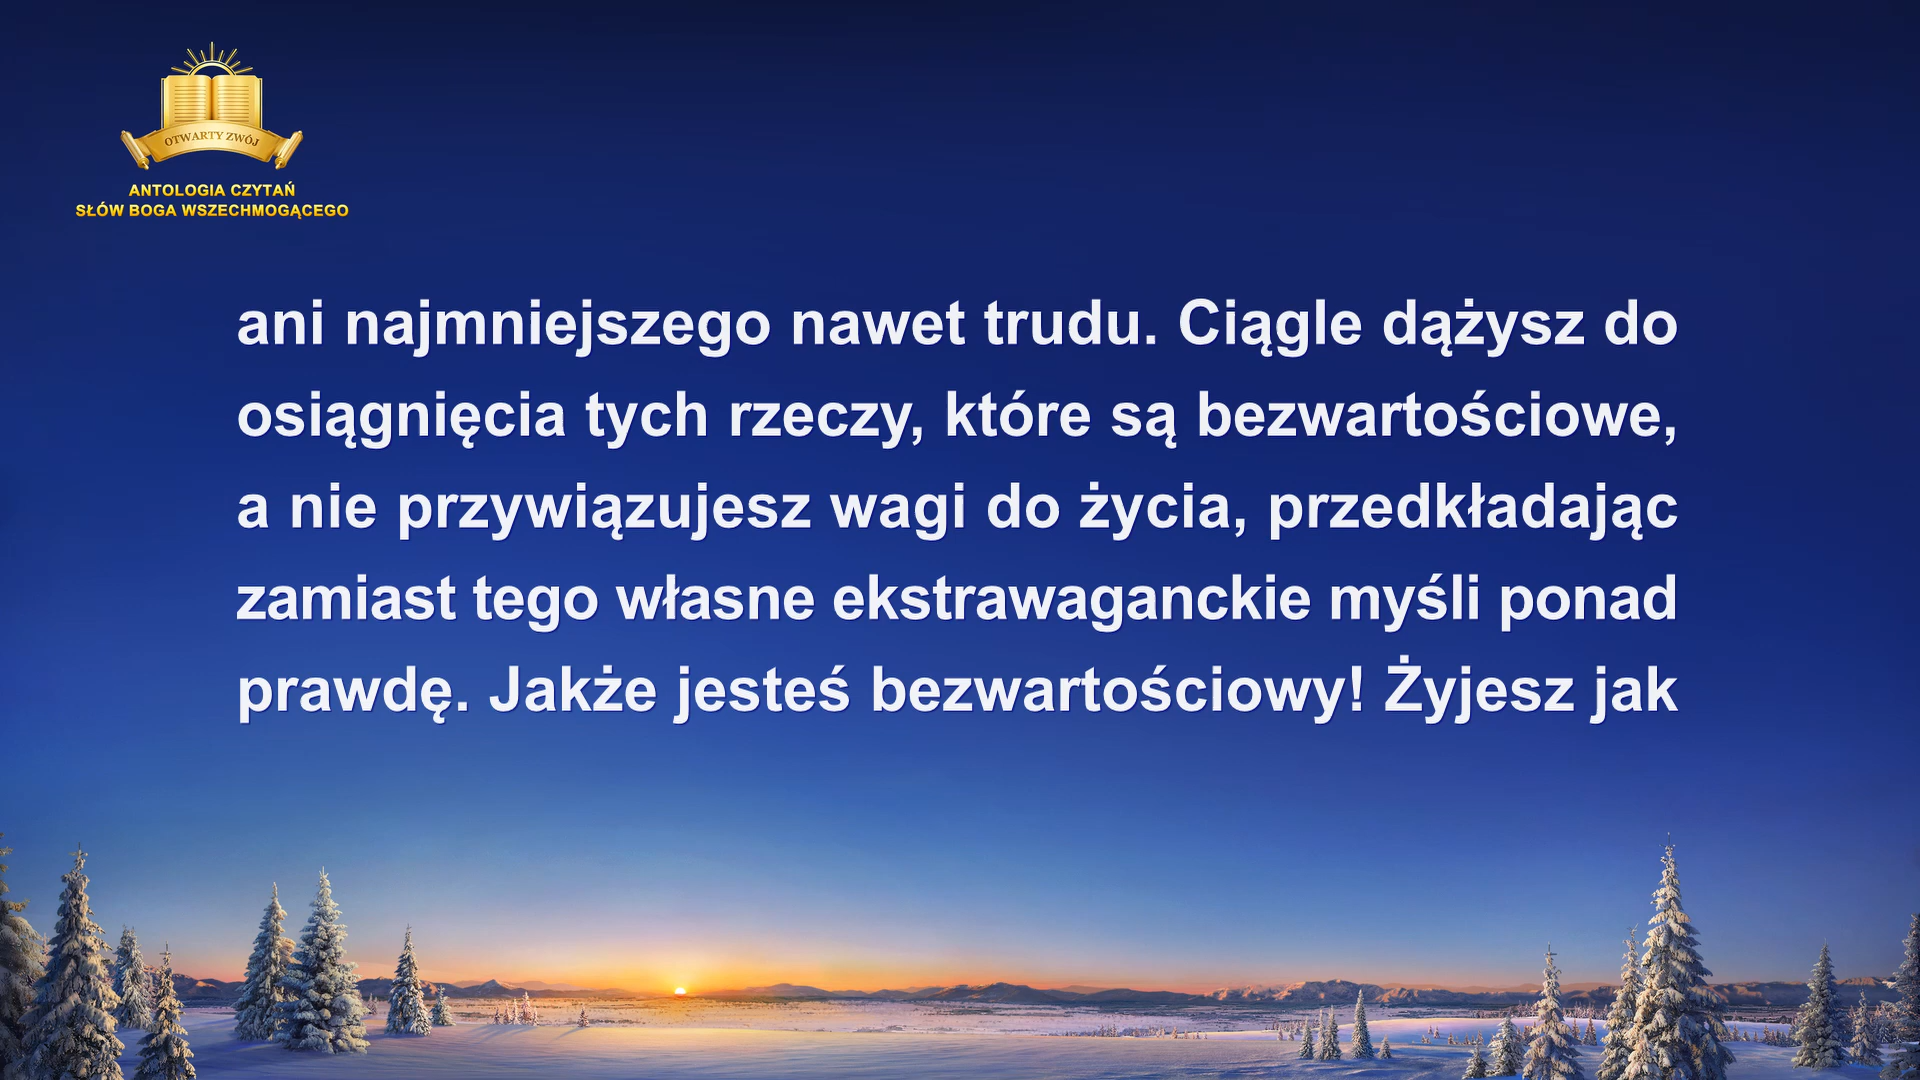 OTWARTY ZWÓJ
ANTOLOGIA CZYTAŃ
SŁÓW BOGA WSZECHMOGĄCEGO
ani najmniejszego nawet trudu. Ciągle dążysz do
osiągnięcia tych rzeczy, które są bezwartościowe,
a nie przywiązujesz wagi do życia, przedkładając
zamiast tego własne ekstrawaganckie myśli ponad
prawdę. Jakże jesteś bezwartościowy! Żyjesz jak